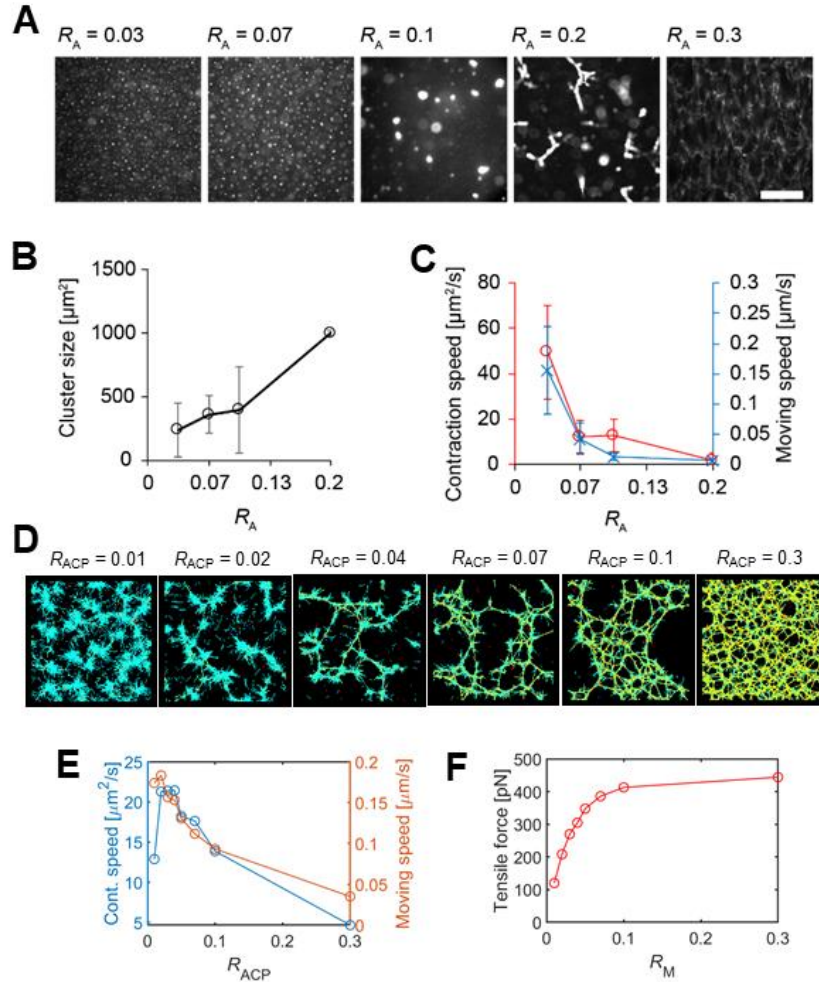 A
R_A = 0.03 R_A = 0.07 R_A = 0.1 R_A = 0.2 R_A = 0.3
B
1500
1000
500
0
Cluster size [µm²]
0 0.07 0.13 0.2
R_A
C
80
60
40
20
0
Contraction speed [µm²/s]
0.3
0.25
0.2
0.15
0.1
0.05
0
Moving speed [µm/s]
0 0.07 0.13 0.2
R_A
D
R_ACP = 0.01 R_ACP = 0.02 R_ACP = 0.04 R_ACP = 0.07 R_ACP = 0.1 R_ACP = 0.3
E
25
20
15
10
5
Cont. speed [µm²/s]
0.2
0.15
0.1
0.05
0
Moving speed [µm/s]
0 0.1 0.2 0.3
R_ACP
F
500
400
300
200
100
0
Tensile force [pN]
0 0.1 0.2 0.3
R_M